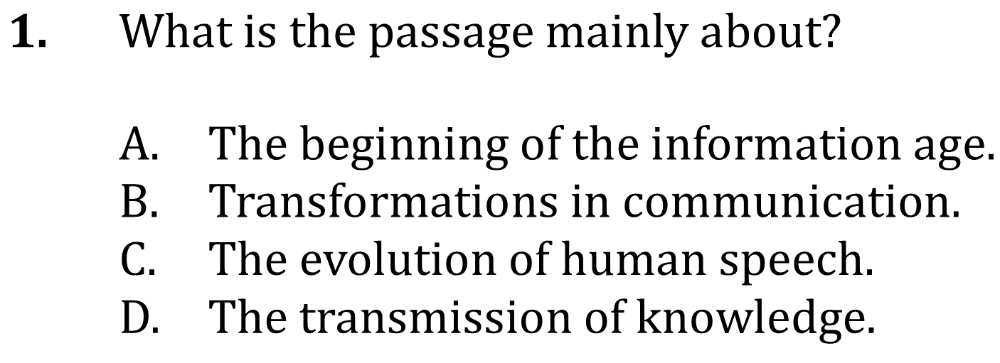 1. What is the passage mainly about?
A. The beginning of the information age.
B. Transformations in communication.
C. The evolution of human speech.
D. The transmission of knowledge.